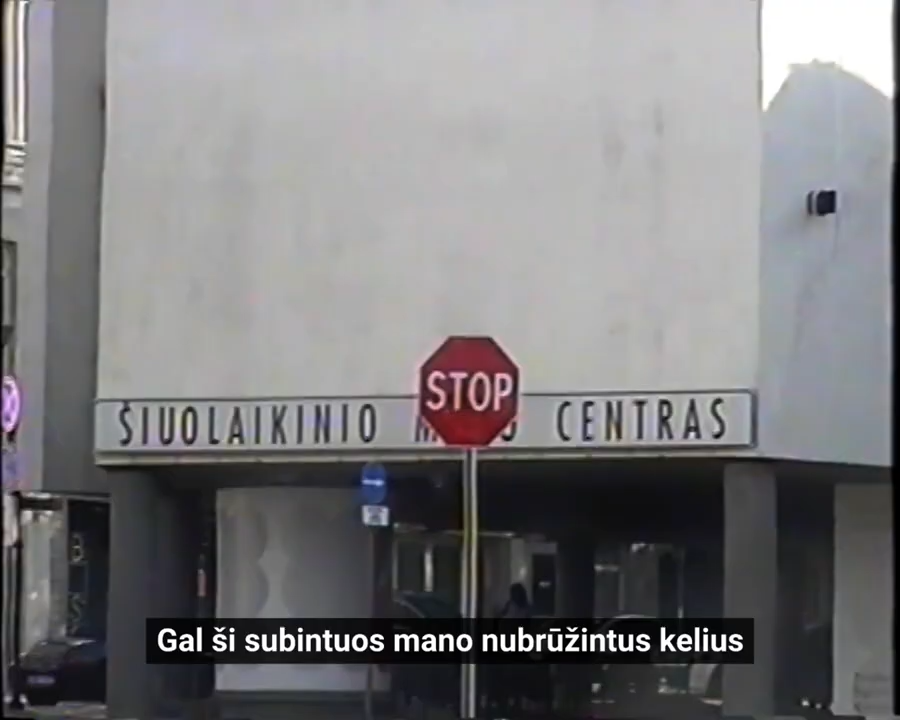 STOP
ŠIUOLAIKINIO CENTRAS
Gal ši subintuos mano nubrūžintus kelius